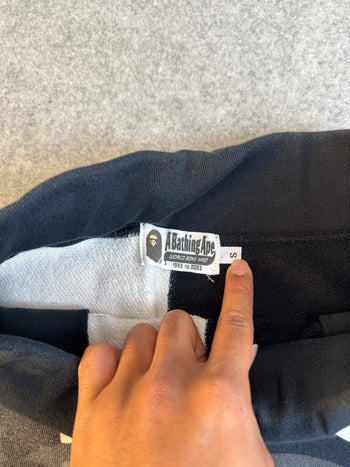 A Bathing Ape
WORLD GONE MAD
1993 TO 2093
S